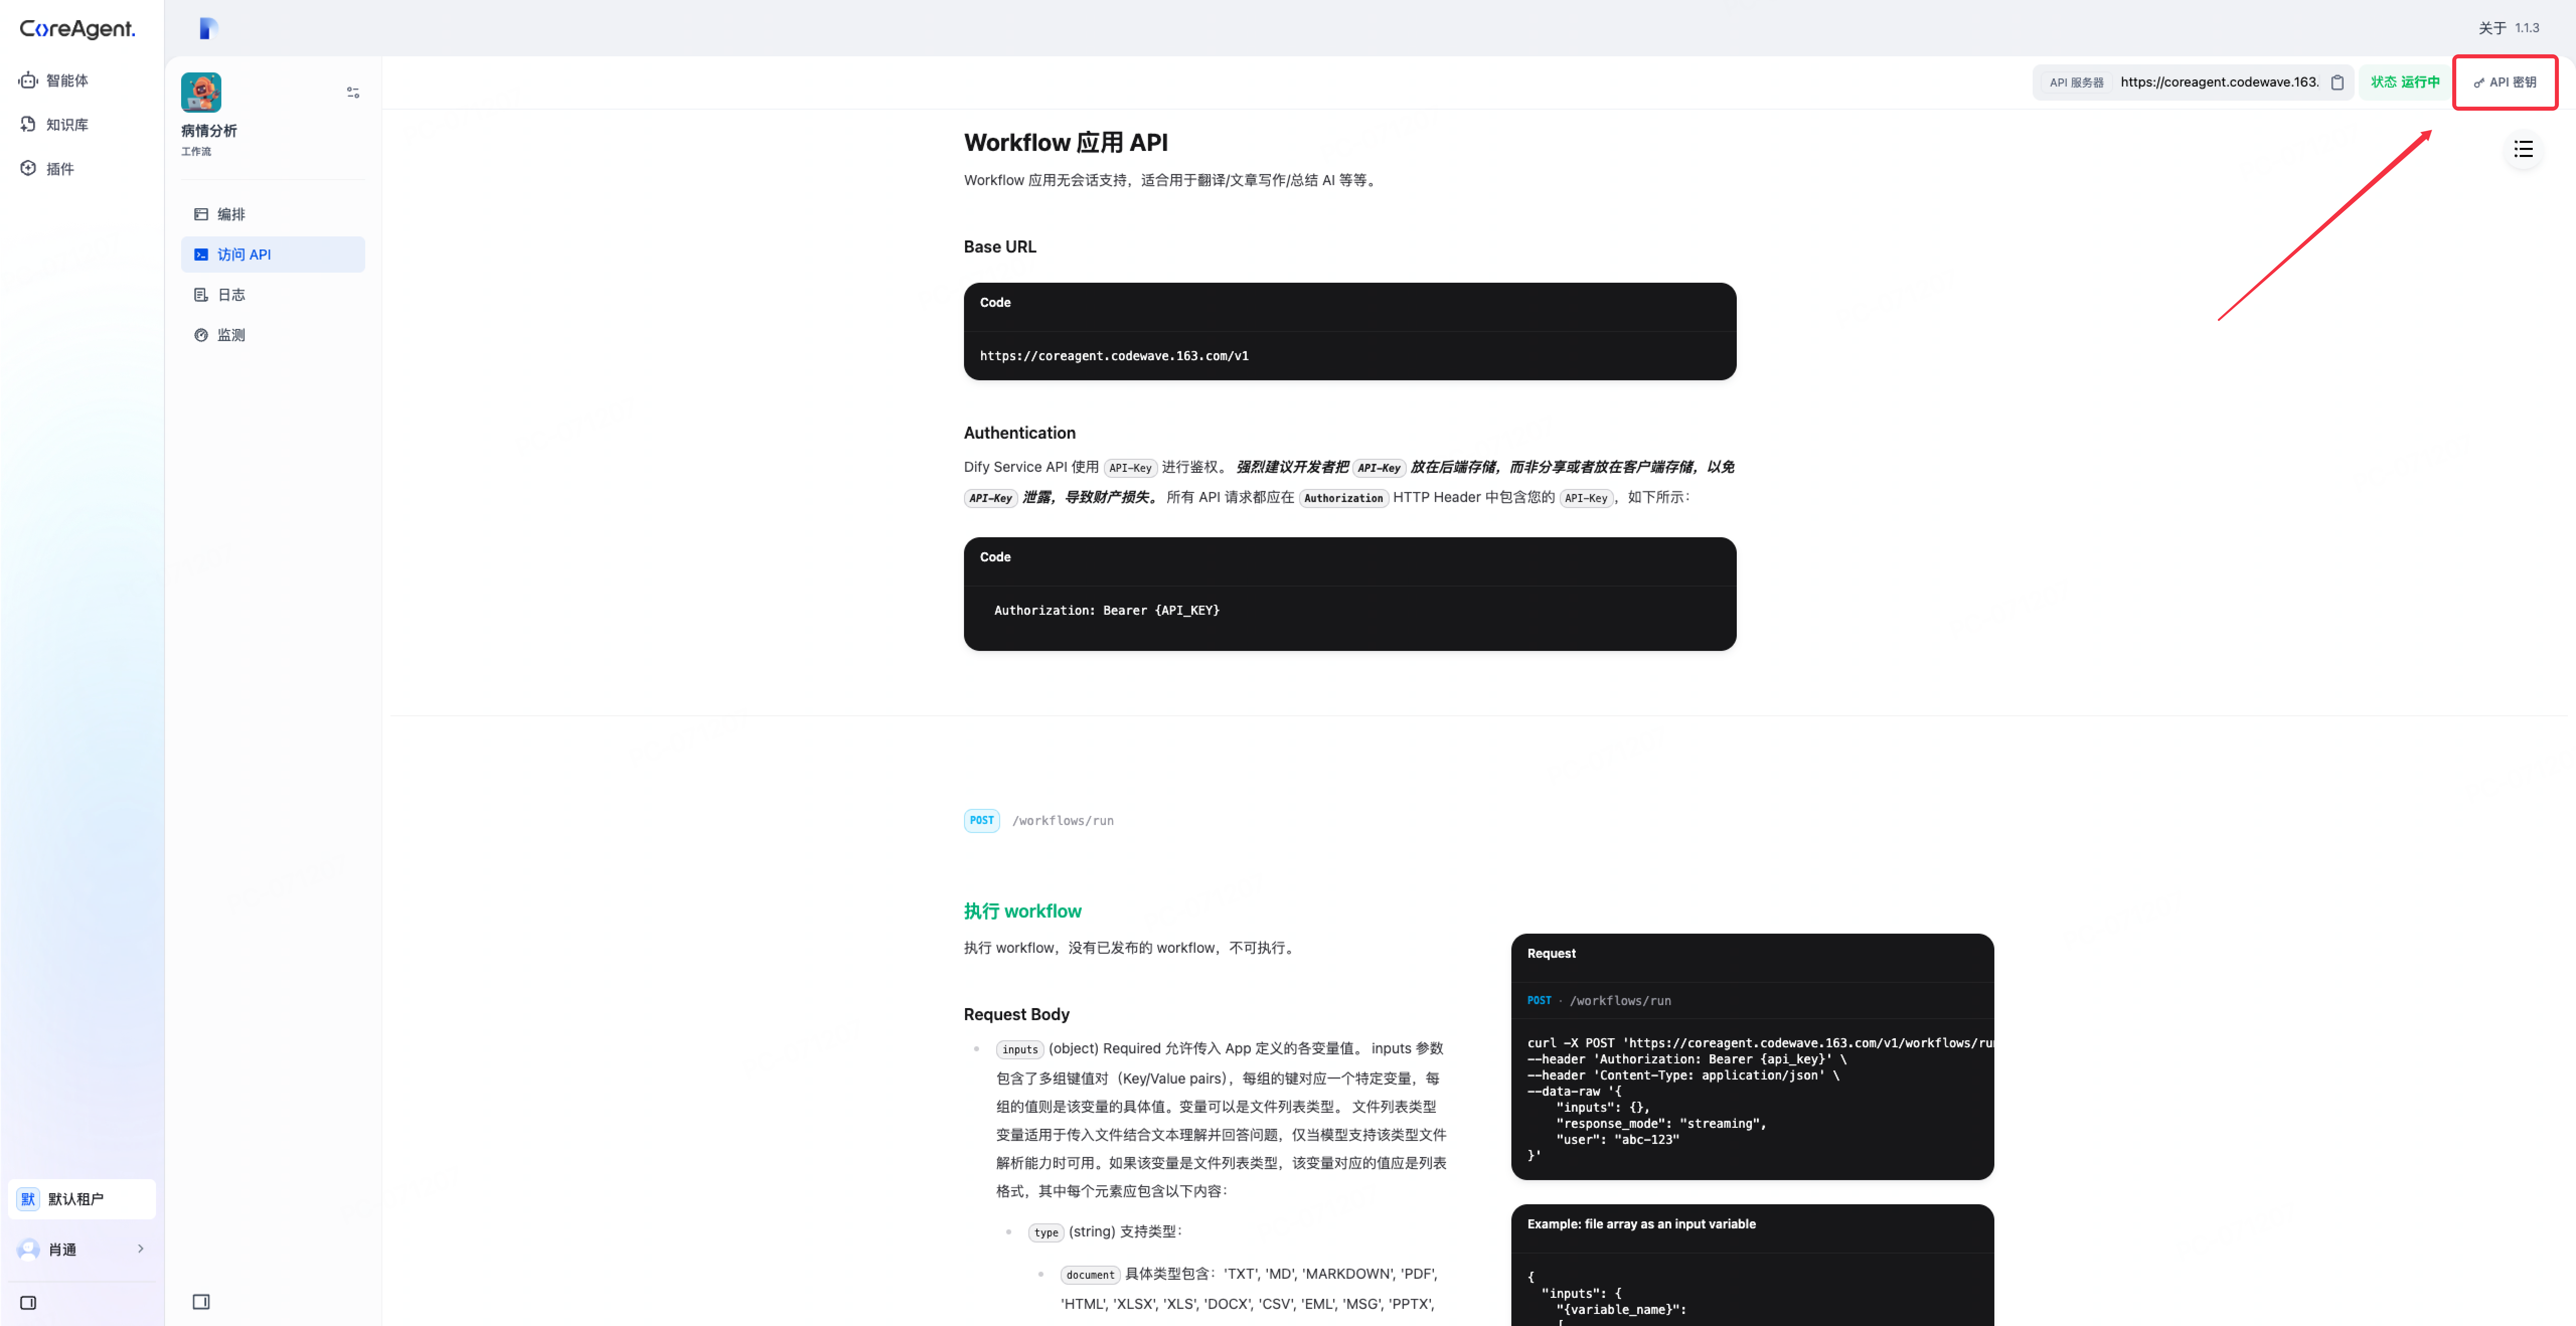 CoreAgent.
关于 1.1.3
智能体
知识库
插件
默 默认租户
肖通
病情分析
工作流
编排
访问 API
日志
监测
API 服务器 https://coreagent.codewave.163. 状态 运行中 API 密钥
Workflow 应用 API
Workflow 应用无会话支持，适合用于翻译/文章写作/总结 AI 等等。
Base URL
Code
https://coreagent.codewave.163.com/v1
Authentication
Dify Service API 使用 API-Key 进行鉴权。 强烈建议开发者把 API-Key 放在后端存储，而非分享或者放在客户端存储，以免
API-Key 泄露，导致财产损失。 所有 API 请求都应在 Authorization HTTP Header 中包含您的 API-Key，如下所示：
Code
Authorization: Bearer {API_KEY}
POST /workflows/run
执行 workflow
执行 workflow，没有已发布的 workflow，不可执行。
Request Body
inputs (object) Required 允许传入 App 定义的各变量值。 inputs 参数
包含了多组键值对（Key/Value pairs），每组的键对应一个特定变量，每
组的值则是该变量的具体值。变量可以是文件列表类型。 文件列表类型
变量适用于传入文件结合文本理解并回答问题，仅当模型支持该类型文件
解析能力时可用。如果该变量是文件列表类型，该变量对应的值应是列表
格式，其中每个元素应包含以下内容：
type (string) 支持类型：
document 具体类型包含：'TXT', 'MD', 'MARKDOWN', 'PDF',
'HTML', 'XLSX', 'XLS', 'DOCX', 'CSV', 'EML', 'MSG', 'PPTX',
Request
POST · /workflows/run
curl -X POST 'https://coreagent.codewave.163.com/v1/workflows/ru
--header 'Authorization: Bearer {api_key}' \
--header 'Content-Type: application/json' \
--data-raw '{
"inputs": {},
"response_mode": "streaming",
"user": "abc-123"
}'
Example: file array as an input variable
{
"inputs": {
"{variable_name}":
[